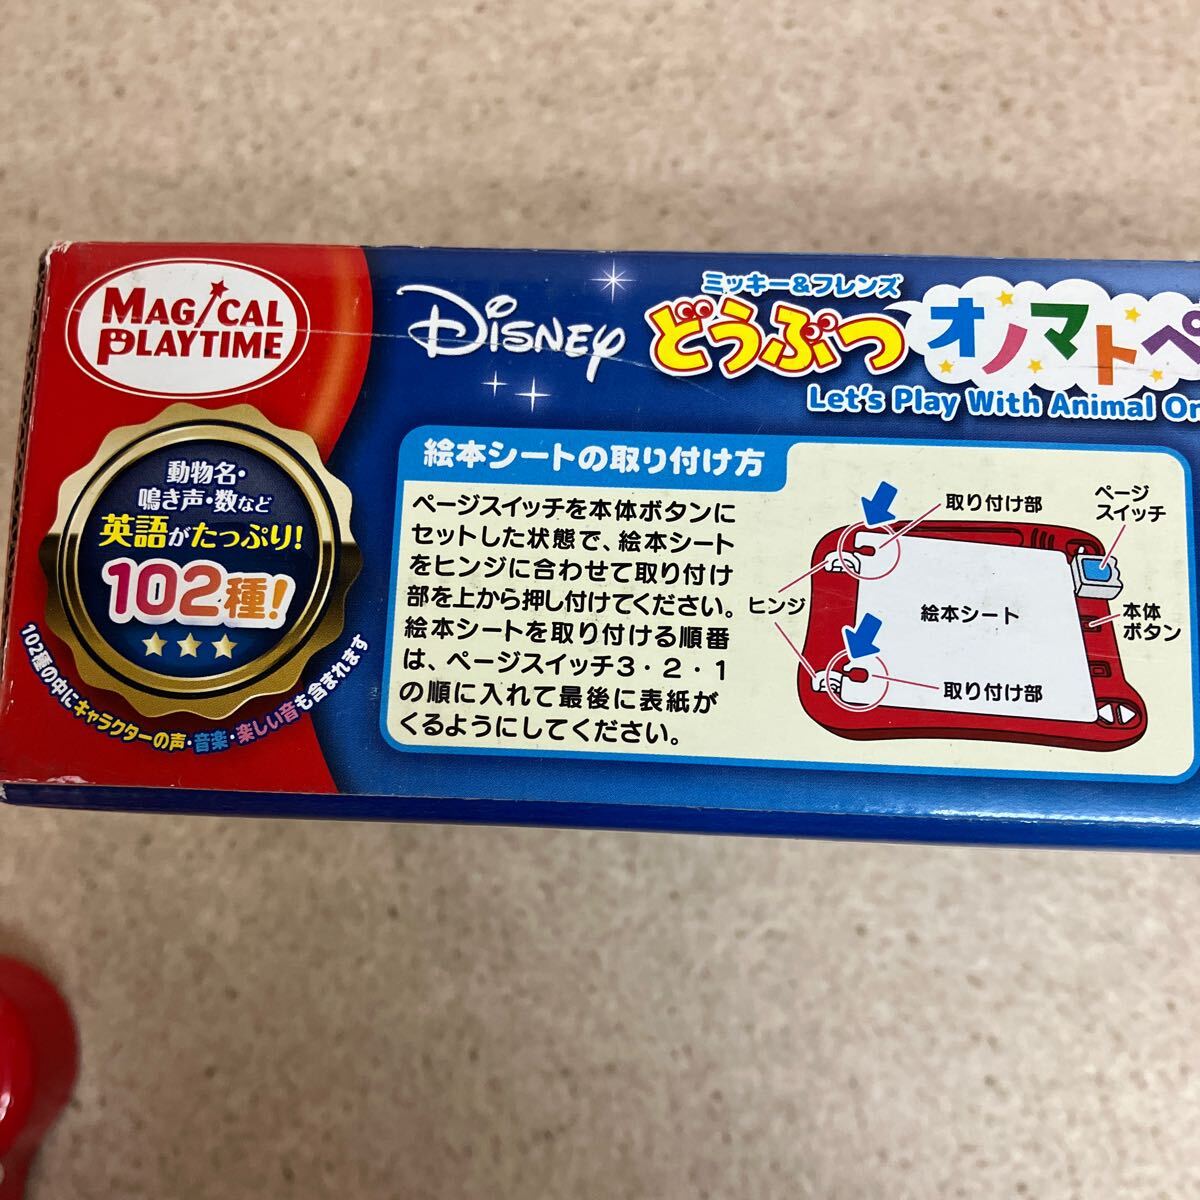 MAGICAL
PLAYTIME
動物名・
鳴き声・数など
英語がたっぷり!
102種!
102種の中にキャラクターの声・音楽・楽しい音も含まれます
Disney
ミッキー&フレンズ
どうぶつ オノマトペ
Let's Play With Animal On
絵本シートの取り付け方
ページスイッチを本体ボタンに
セットした状態で、絵本シート
をヒンジに合わせて取り付け
部を上から押し付けてください。
絵本シートを取り付ける順番
は、ページスイッチ3・2・1
の順に入れて最後に表紙が
くるようにしてください。
取り付け部
ページ
スイッチ
ヒンジ
絵本シート
本体
ボタン
取り付け部